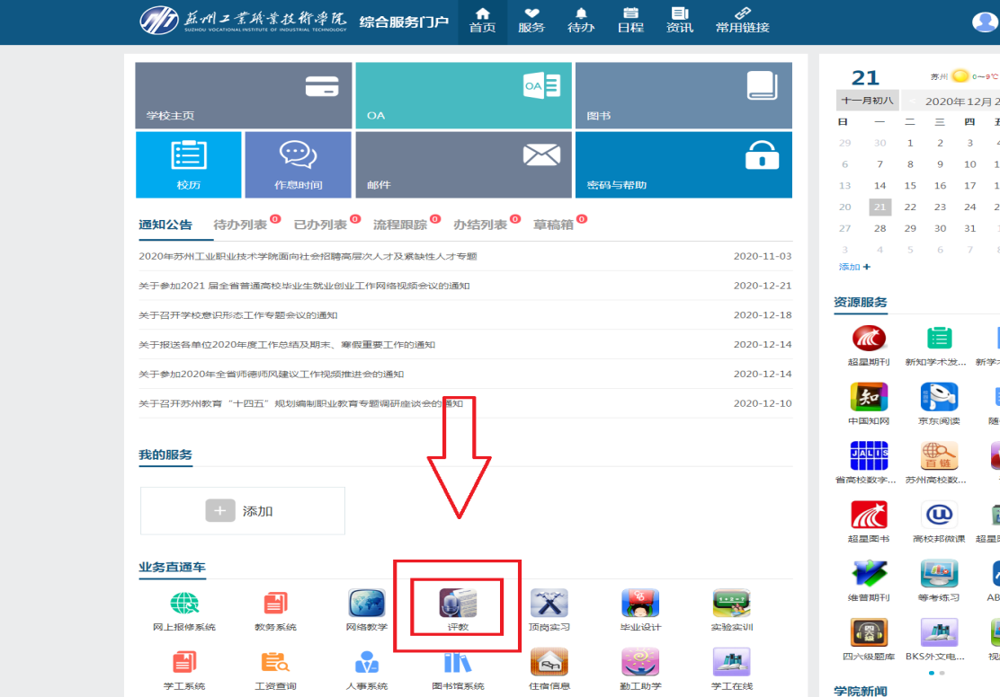 苏州工业职业技术学院 综合服务门户 首页 服务 待办 日程 资讯 常用链接
SUZHOU VOCATIONAL INSTITUTE OF INDUSTRIAL TECHNOLOGY
学校主页 OA OA 图书
校历 作息时间 邮件 密码与帮助
通知公告 待办列表 0 已办列表 0 流程跟踪 0 办结列表 0 草稿箱 0
2020年苏州工业职业技术学院面向社会招聘高层次人才及紧缺性人才专题 2020-11-03
关于参加2021 届全省普通高校毕业生就业创业工作网络视频会议的通知 2020-12-21
关于召开学校意识形态工作专题会议的通知 2020-12-18
关于报送各单位2020年度工作总结及期末、寒假重要工作的通知 2020-12-14
关于参加2020年全省师德师风建设工作视频推进会的通知 2020-12-14
关于召开苏州教育“十四五”规划编制职业教育专题调研座谈会的通知 2020-12-10
我的服务
添加
业务直通车
网上报修系统 教务系统 网络教学 评教 顶岗实习 毕业设计 实验实训
学工系统 工资查询 人事系统 图书馆系统 住宿信息 勤工助学 学工在线
21 苏州 0~9℃
十一月初八 2020年12月2
日 一 二 三 四 五
29 30 1 2 3 4
6 7 8 9 10 1
13 14 15 16 17 1
20 21 22 23 24 2
27 28 29 30 31 1
3 4 5 6 7 8
添加
资源服务
超星期刊 新知学术发... 新学术
知
中国知网 京东阅读 随
JALIS 百链
省高校数字... 苏州高校数...
超星图书 高校邦微课 超星图
维普期刊 等考练习 AB
四六级题库 BKS外文电... 视
学院新闻